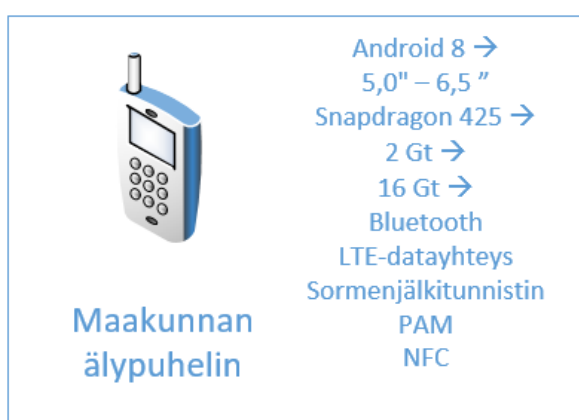 Maakunnan
älypuhelin
Android 8 →
5,0" – 6,5 ”
Snapdragon 425 →
2 Gt →
16 Gt →
Bluetooth
LTE-datayhteys
Sormenjälkitunnistin
PAM
NFC